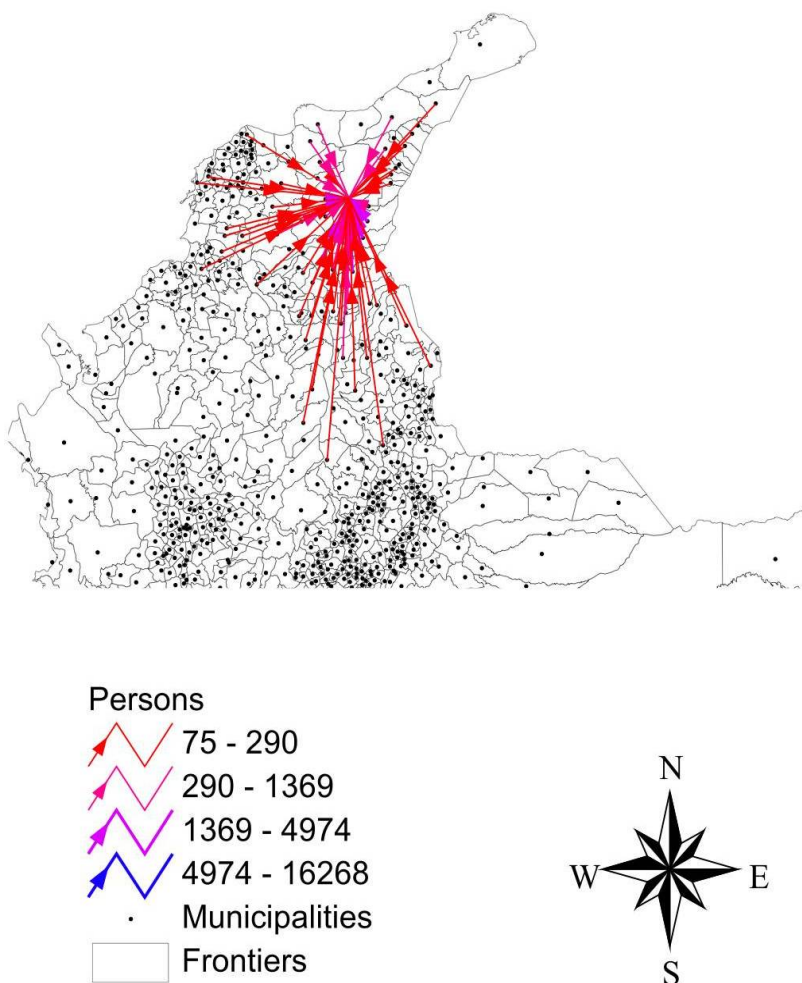 Persons
75 - 290
290 - 1369
1369 - 4974
4974 - 16268
Municipalities
Frontiers
N
W E
S